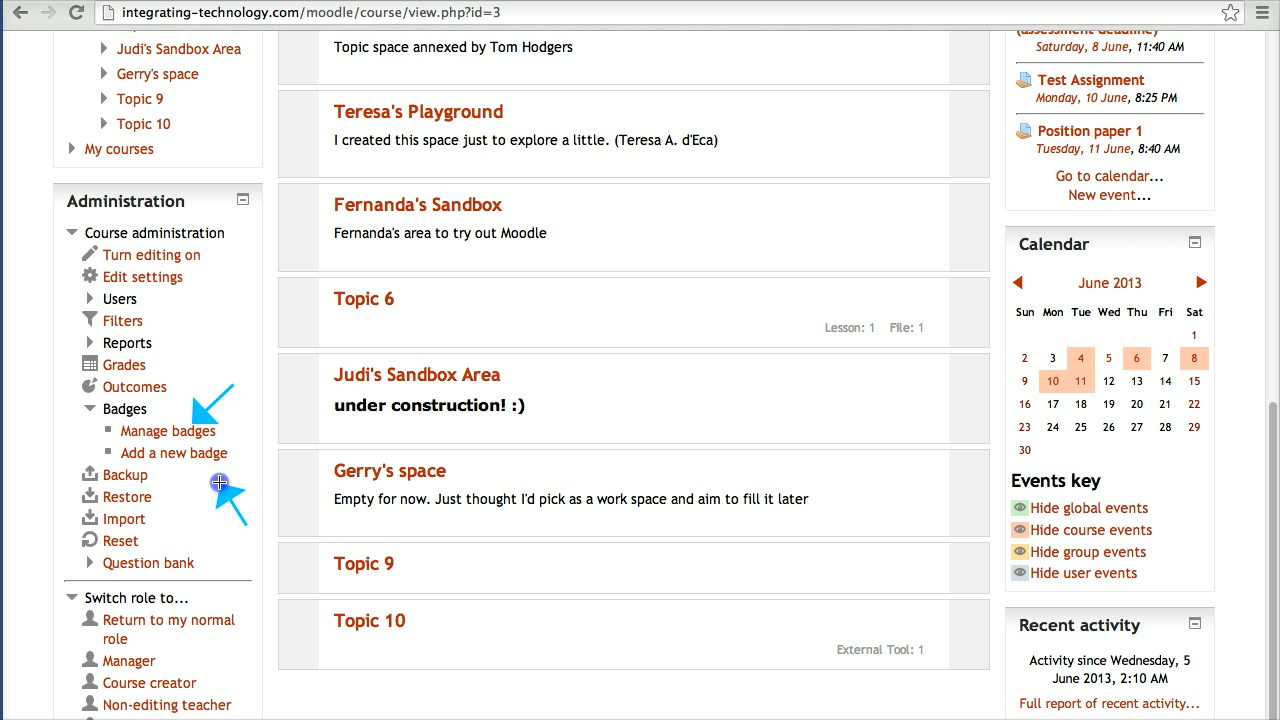 integrating-technology.com/moodle/course/view.php?id=3
Judi's Sandbox Area
Gerry's space
Topic 9
Topic 10
My courses
Administration
Course administration
Turn editing on
Edit settings
Users
Filters
Reports
Grades
Outcomes
Badges
Manage badges
Add a new badge
Backup
Restore
Import
Reset
Question bank
Switch role to...
Return to my normal
role
Manager
Course creator
Non-editing teacher
Topic space annexed by Tom Hodgers
Teresa's Playground
I created this space just to explore a little. (Teresa A. d'Eca)
Fernanda's Sandbox
Fernanda's area to try out Moodle
Topic 6
Lesson: 1 File: 1
Judi's Sandbox Area
under construction! :)
Gerry's space
Empty for now. Just thought I'd pick as a work space and aim to fill it later
Topic 9
Topic 10
External Tool: 1
(assessment deadline)
Saturday, 8 June, 11:40 AM
Test Assignment
Monday, 10 June, 8:25 PM
Position paper 1
Tuesday, 11 June, 8:40 AM
Go to calendar...
New event...
Calendar
June 2013
Sun Mon Tue Wed Thu Fri Sat
1
2 3 4 5 6 7 8
9 10 11 12 13 14 15
16 17 18 19 20 21 22
23 24 25 26 27 28 29
30
Events key
Hide global events
Hide course events
Hide group events
Hide user events
Recent activity
Activity since Wednesday, 5
June 2013, 2:10 AM
Full report of recent activity...